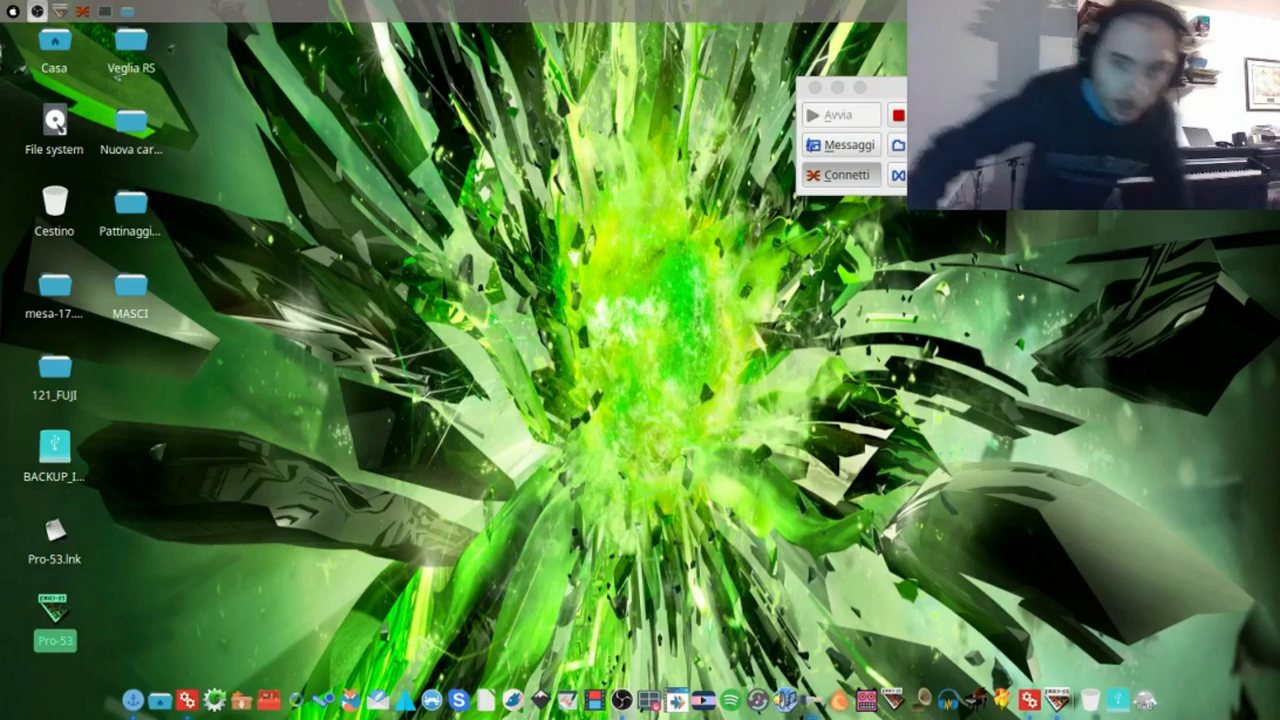 Casa
Veglia RS
File system
Nuova car...
Cestino
Pattinaggi...
mesa-17....
MASCI
121_FUJI
BACKUP_I...
Pro-53.lnk
Pro-53
Avvia
Messaggi
Connetti